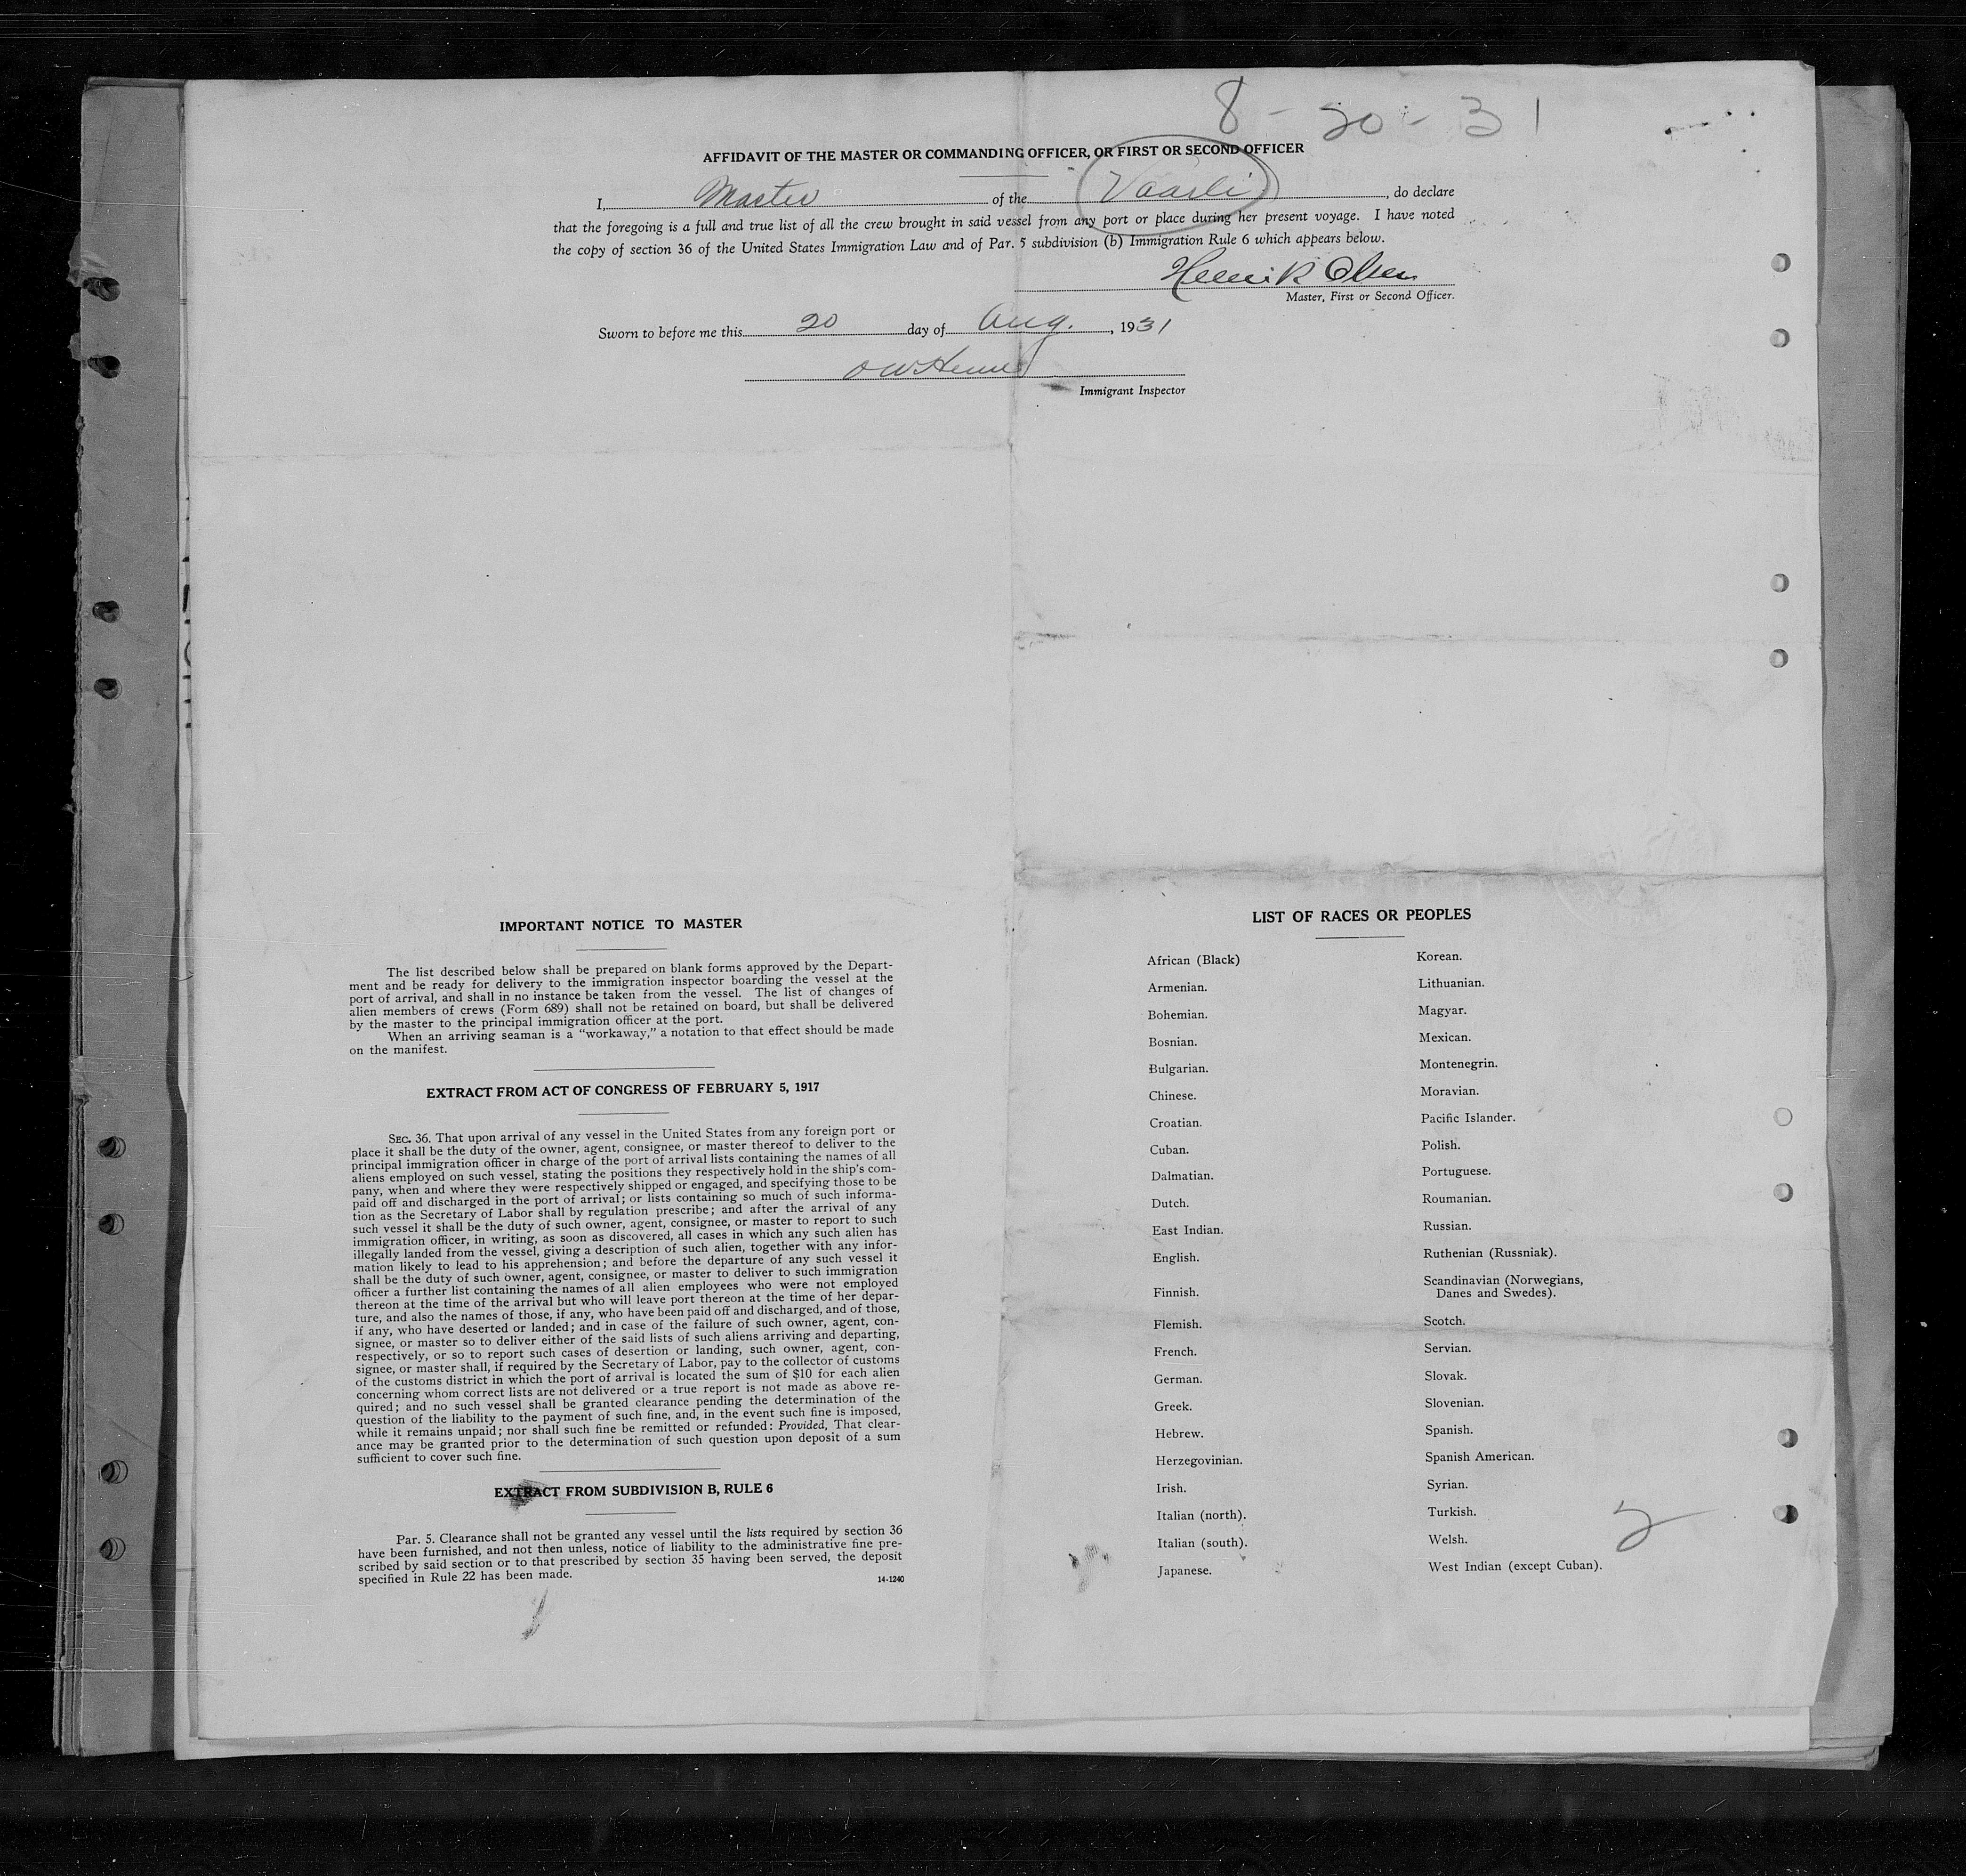 8-20-31
AFFIDAVIT OF THE MASTER OR COMMANDING OFFICER, OR FIRST OR SECOND OFFICER
I, Master of the Vaarli, do declare
that the foregoing is a full and true list of all the crew brought in said vessel from any port or place during her present voyage. I have noted
the copy of section 36 of the United States Immigration Law and of Par. 5 subdivision (b) Immigration Rule 6 which appears below.
Henrik Olsen
Master, First or Second Officer.
Sworn to before me this 20 day of Aug., 1931
Immigrant Inspector
IMPORTANT NOTICE TO MASTER
The list described below shall be prepared on blank forms approved by the Depart-
ment and be ready for delivery to the immigration inspector boarding the vessel at the
port of arrival, and shall in no instance be taken from the vessel. The list of changes of
alien members of crews (Form 689) shall not be retained on board, but shall be delivered
by the master to the principal immigration officer at the port.
When an arriving seaman is a “workaway,” a notation to that effect should be made
on the manifest.
EXTRACT FROM ACT OF CONGRESS OF FEBRUARY 5, 1917
SEC. 36. That upon arrival of any vessel in the United States from any foreign port or
place it shall be the duty of the owner, agent, consignee, or master thereof to deliver to the
principal immigration officer in charge of the port of arrival lists containing the names of all
aliens employed on such vessel, stating the positions they respectively hold in the ship's com-
pany, when and where they were respectively shipped or engaged, and specifying those to be
paid off and discharged in the port of arrival; or lists containing so much of such informa-
tion as the Secretary of Labor shall by regulation prescribe; and after the arrival of any
such vessel it shall be the duty of such owner, agent, consignee, or master to report to such
immigration officer, in writing, as soon as discovered, all cases in which any such alien has
illegally landed from the vessel, giving a description of such alien, together with any infor-
mation likely to lead to his apprehension; and before the departure of any such vessel it
shall be the duty of such owner, agent, consignee, or master to deliver to such immigration
officer a further list containing the names of all alien employees who were not employed
thereon at the time of the arrival but who will leave port thereon at the time of her depar-
ture, and also the names of those, if any, who have been paid off and discharged, and of those,
if any, who have deserted or landed; and in case of the failure of such owner, agent, con-
signee, or master so to deliver either of the said lists of such aliens arriving and departing,
respectively, or so to report such cases of desertion or landing, such owner, agent, con-
signee, or master shall, if required by the Secretary of Labor, pay to the collector of customs
of the customs district in which the port of arrival is located the sum of $10 for each alien
concerning whom correct lists are not delivered or a true report is not made as above re-
quired; and no such vessel shall be granted clearance pending the determination of the
question of the liability to the payment of such fine, and, in the event such fine is imposed,
while it remains unpaid; nor shall such fine be remitted or refunded: Provided, That clear-
ance may be granted prior to the determination of such question upon deposit of a sum
sufficient to cover such fine.
EXTRACT FROM SUBDIVISION B, RULE 6
Par. 5. Clearance shall not be granted any vessel until the lists required by section 36
have been furnished, and not then unless, notice of liability to the administrative fine pre-
scribed by said section or to that prescribed by section 35 having been served, the deposit
specified in Rule 22 has been made.
14-1240
LIST OF RACES OR PEOPLES
African (Black)
Armenian.
Bohemian.
Bosnian.
Bulgarian.
Chinese.
Croatian.
Cuban.
Dalmatian.
Dutch.
East Indian.
English.
Finnish.
Flemish.
French.
German.
Greek.
Hebrew.
Herzegovinian.
Irish.
Italian (north).
Italian (south).
Japanese.
Korean.
Lithuanian.
Magyar.
Mexican.
Montenegrin.
Moravian.
Pacific Islander.
Polish.
Portuguese.
Roumanian.
Russian.
Ruthenian (Russniak).
Scandinavian (Norwegians,
Danes and Swedes).
Scotch.
Servian.
Slovak.
Slovenian.
Spanish.
Spanish American.
Syrian.
Turkish.
Welsh.
West Indian (except Cuban).
2